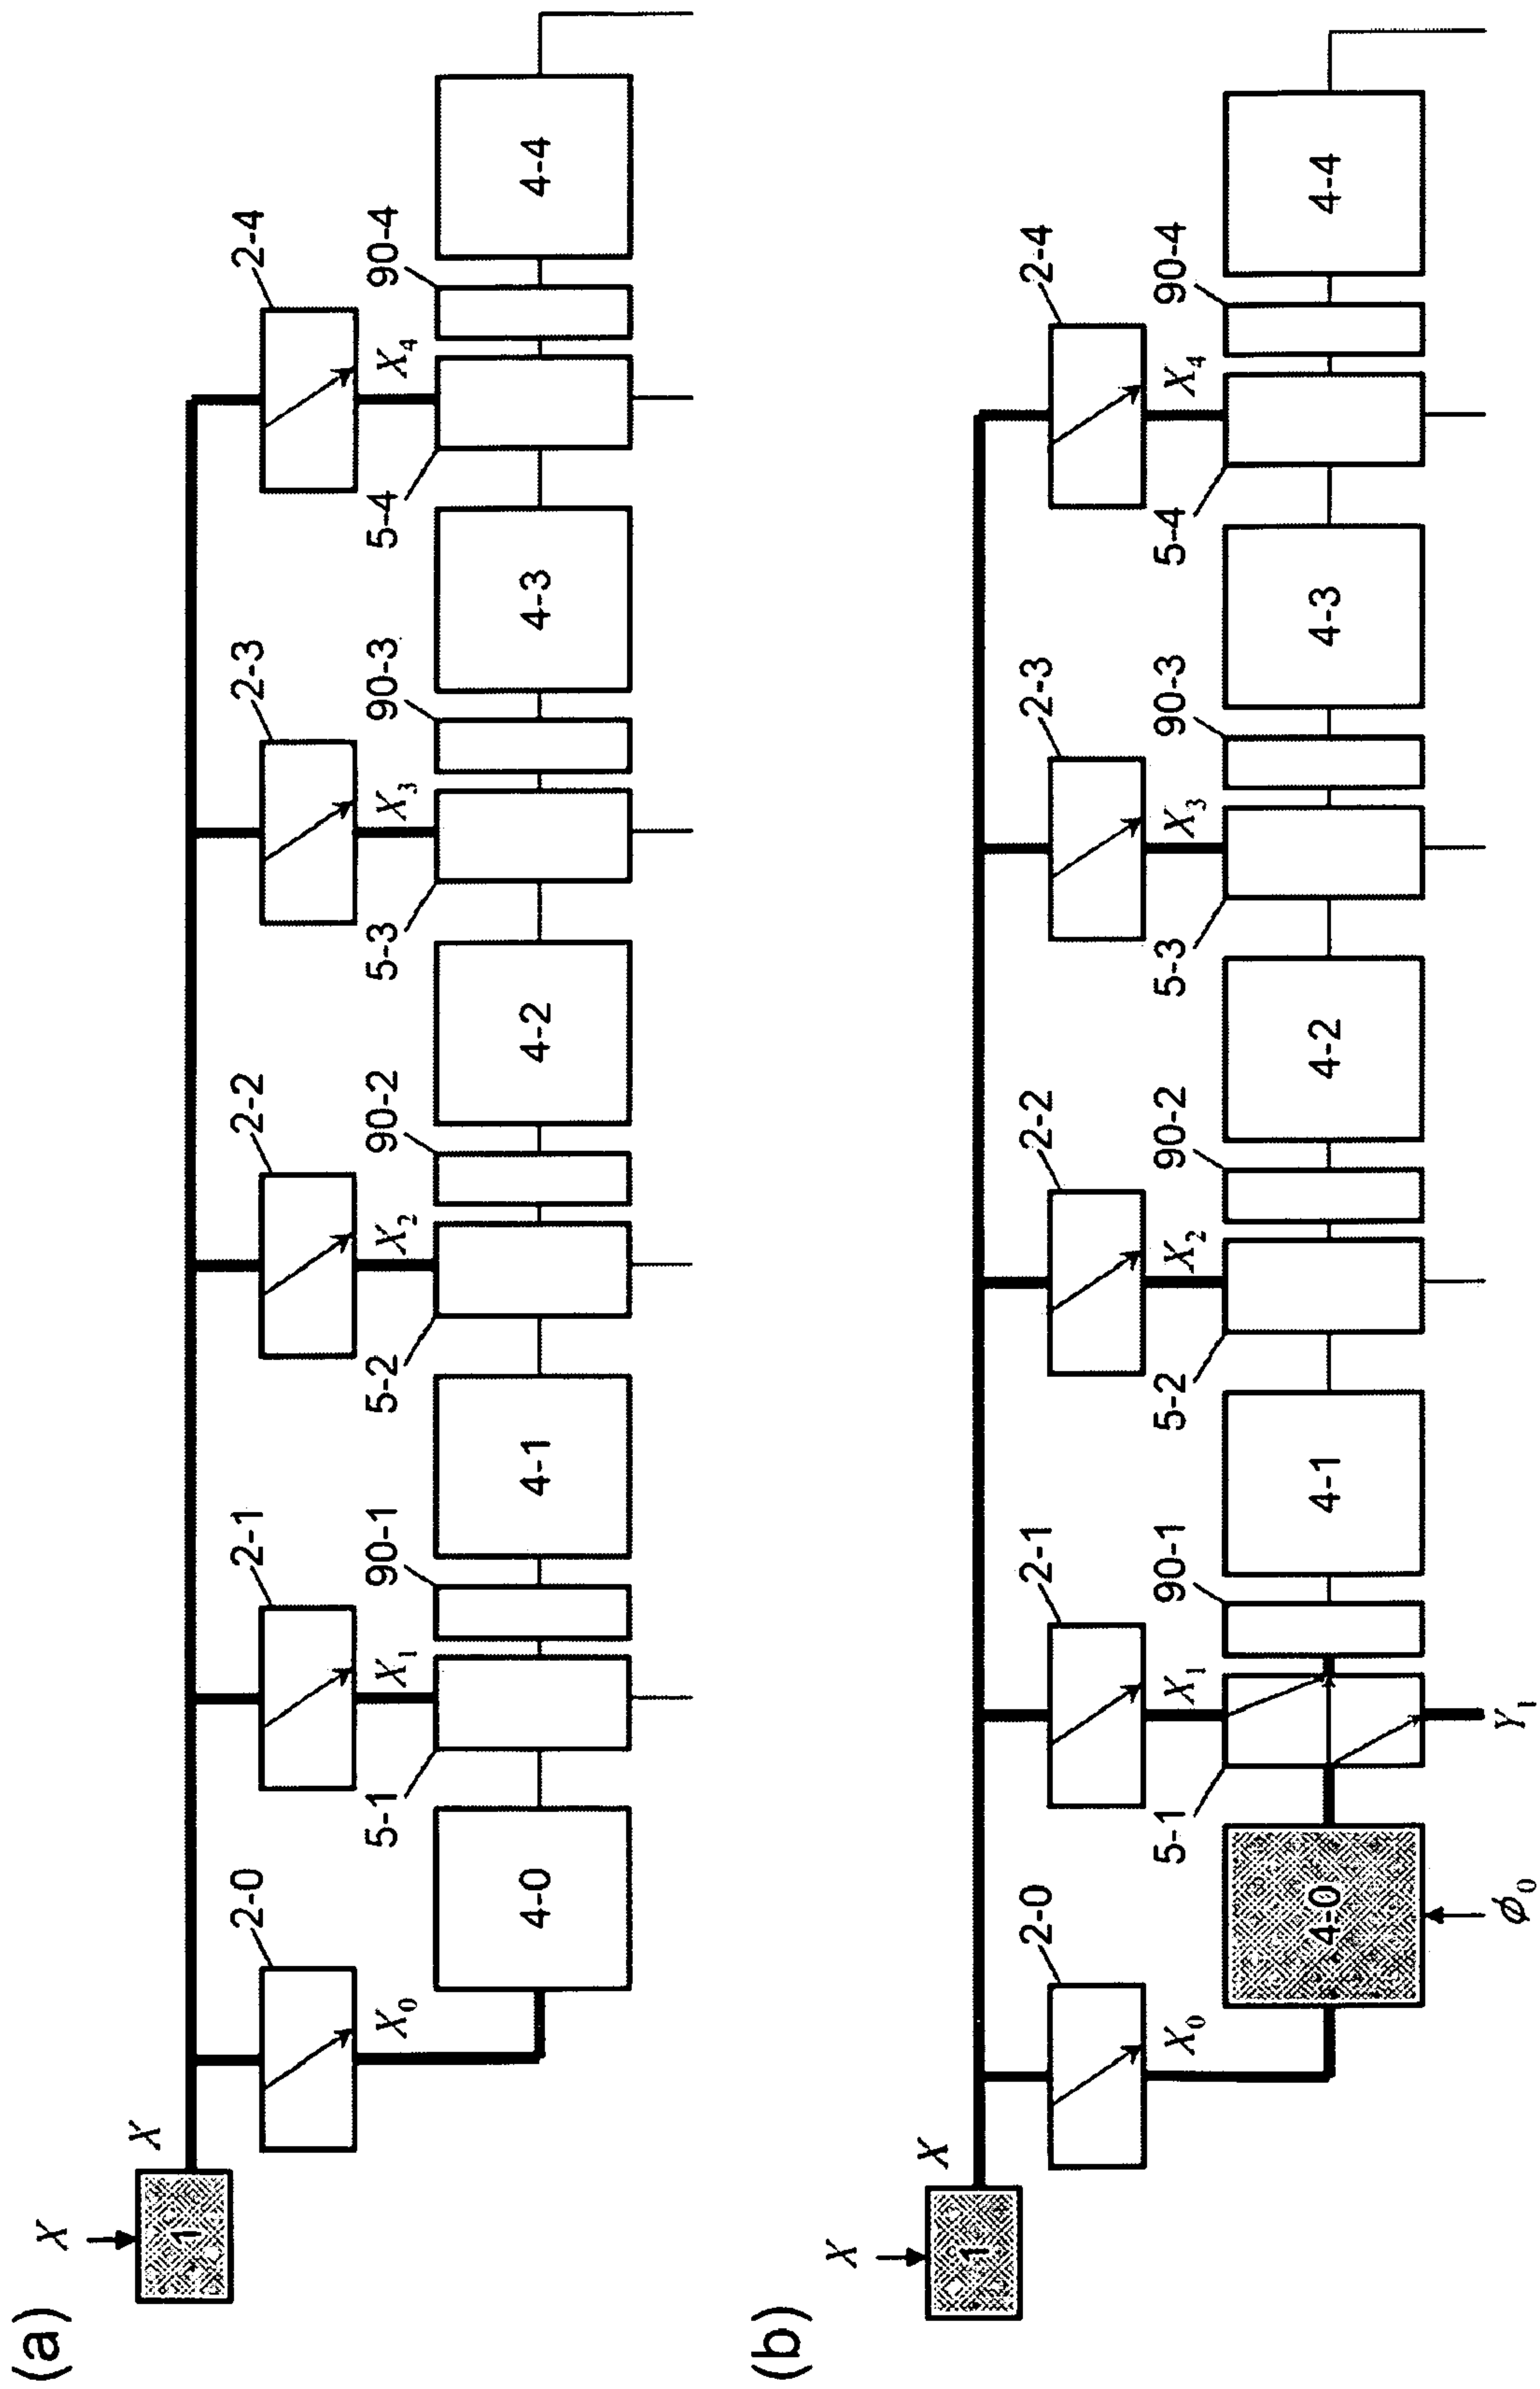 (a)
X
X
1
2-0
2-1
2-2
2-3
2-4
X₀
X₁
X₂
X₃
X₄
5-1
90-1
5-2
90-2
5-3
90-3
5-4
90-4
4-0
4-1
4-2
4-3
4-4
(b)
X
X
1
2-0
2-1
2-2
2-3
2-4
X₀
X₁
X₂
X₃
X₄
5-1
90-1
5-2
90-2
5-3
90-3
5-4
90-4
4-0
4-1
4-2
4-3
4-4
ϕ₀
Y₁